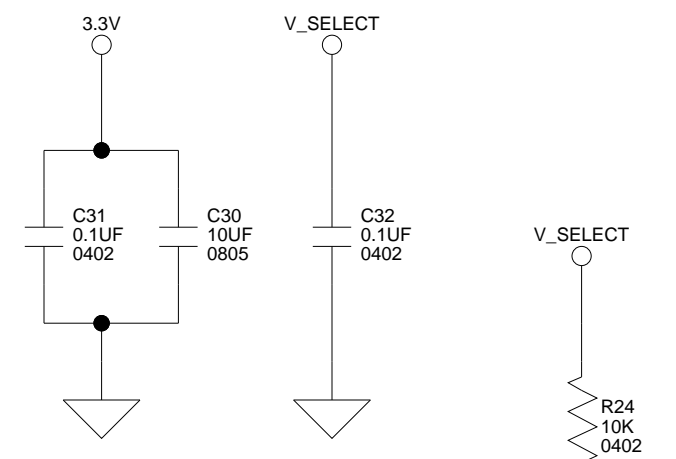 3.3V
V_SELECT
C31
0.1UF
0402
C30
10UF
0805
C32
0.1UF
0402
V_SELECT
R24
10K
0402